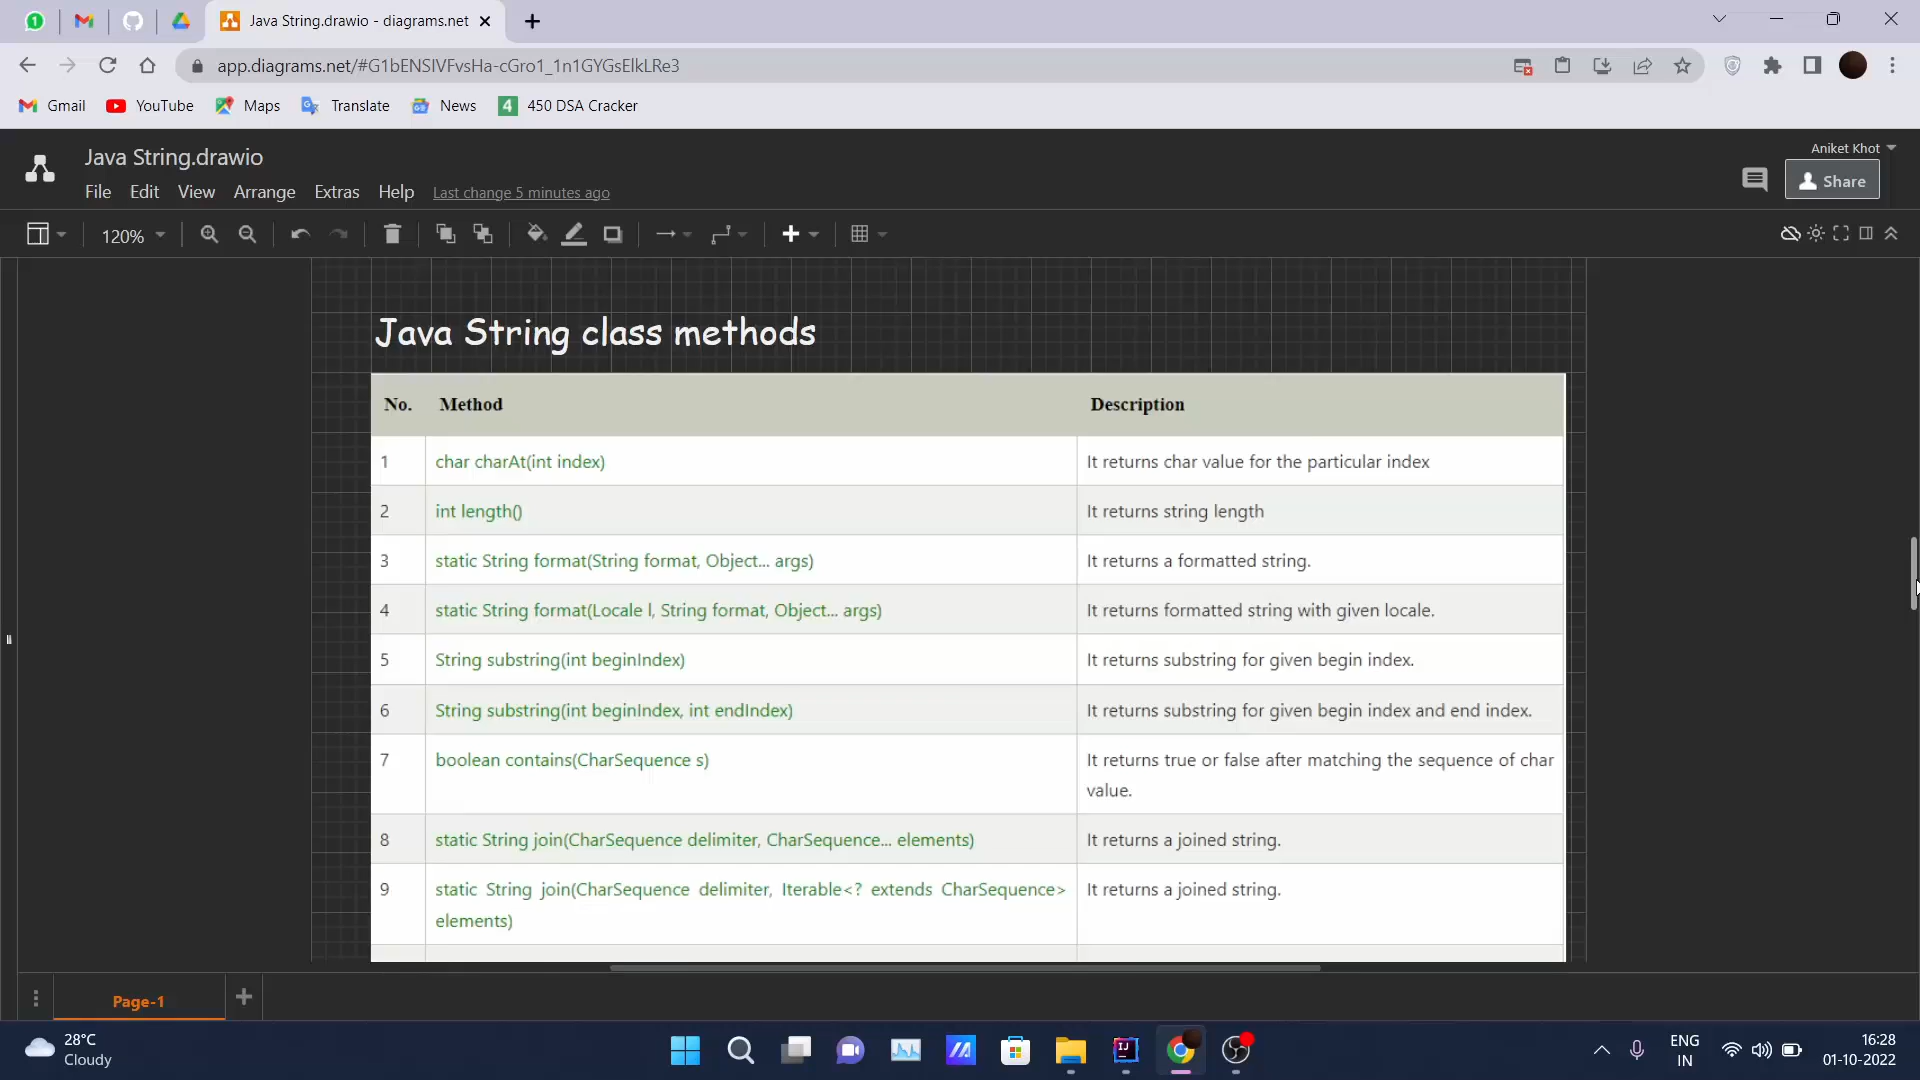 Java String.drawio - diagrams.net
app.diagrams.net/#G1bENSIVFvsHa-cGro1_1n1GYGsElkLRe3
Gmail YouTube Maps Translate News 4 450 DSA Cracker
Java String.drawio
Aniket Khot
File Edit View Arrange Extras Help Last change 5 minutes ago
Share
120%
Java String class methods
No. Method Description
1 char charAt(int index) It returns char value for the particular index
2 int length() It returns string length
3 static String format(String format, Object... args) It returns a formatted string.
4 static String format(Locale l, String format, Object... args) It returns formatted string with given locale.
5 String substring(int beginIndex) It returns substring for given begin index.
6 String substring(int beginIndex, int endIndex) It returns substring for given begin index and end index.
7 boolean contains(CharSequence s) It returns true or false after matching the sequence of char
value.
8 static String join(CharSequence delimiter, CharSequence... elements) It returns a joined string.
9 static String join(CharSequence delimiter, Iterable<? extends CharSequence> It returns a joined string.
elements)
Page-1
28°C
Cloudy
ENG
IN
16:28
01-10-2022